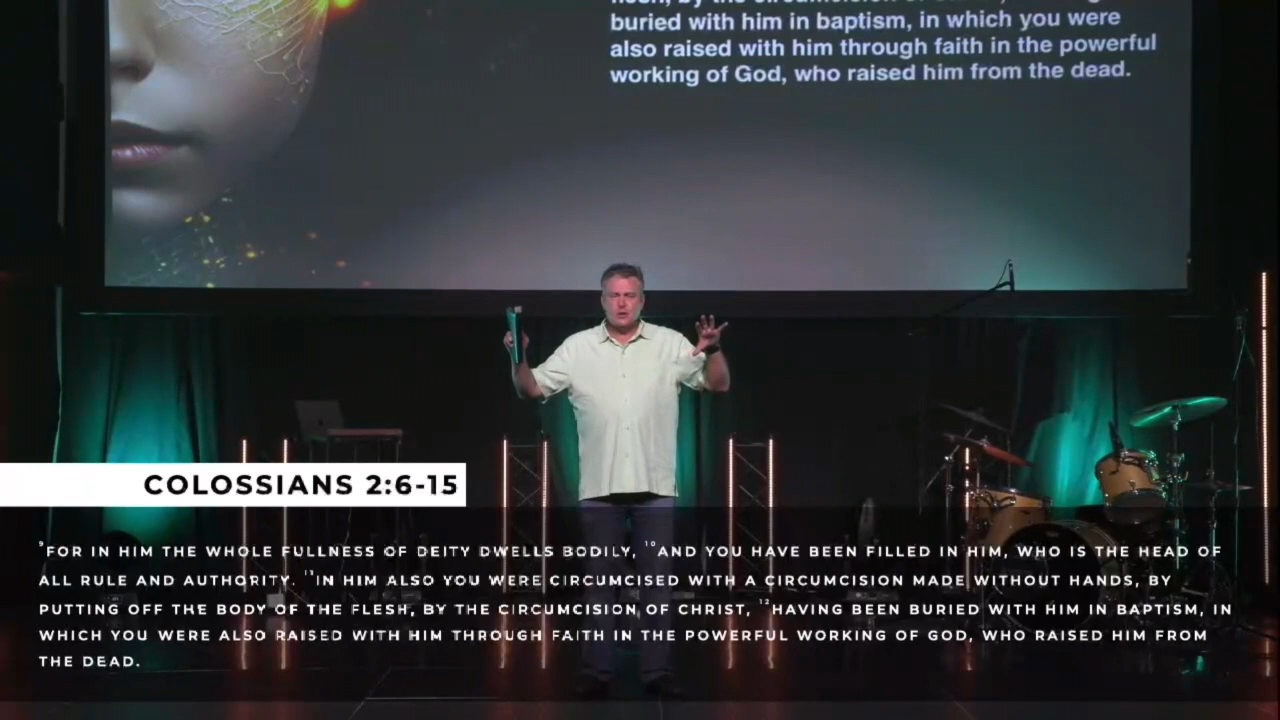 buried with him in baptism, in which you were
also raised with him through faith in the powerful
working of God, who raised him from the dead.
COLOSSIANS 2:6-15
⁹FOR IN HIM THE WHOLE FULLNESS OF DEITY DWELLS BODILY, ¹⁰AND YOU HAVE BEEN FILLED IN HIM, WHO IS THE HEAD OF
ALL RULE AND AUTHORITY. ¹¹IN HIM ALSO YOU WERE CIRCUMCISED WITH A CIRCUMCISION MADE WITHOUT HANDS, BY
PUTTING OFF THE BODY OF THE FLESH, BY THE CIRCUMCISION OF CHRIST, ¹²HAVING BEEN BURIED WITH HIM IN BAPTISM, IN
WHICH YOU WERE ALSO RAISED WITH HIM THROUGH FAITH IN THE POWERFUL WORKING OF GOD, WHO RAISED HIM FROM
THE DEAD.